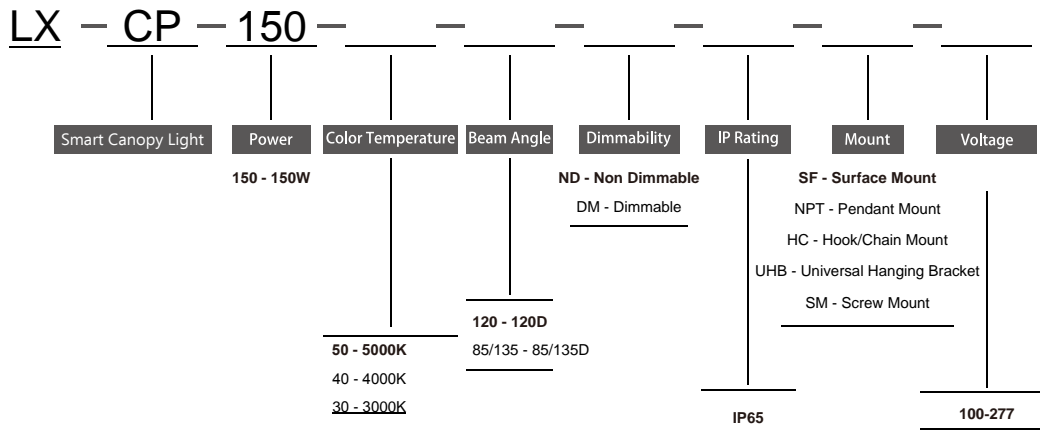 LX — CP — 150 — — — — — —
Smart Canopy Light
Power
Color Temperature
Beam Angle
Dimmability
IP Rating
Mount
Voltage
150 - 150W
ND - Non Dimmable
DM - Dimmable
SF - Surface Mount
NPT - Pendant Mount
HC - Hook/Chain Mount
UHB - Universal Hanging Bracket
SM - Screw Mount
120 - 120D
85/135 - 85/135D
50 - 5000K
40 - 4000K
30 - 3000K
IP65
100-277